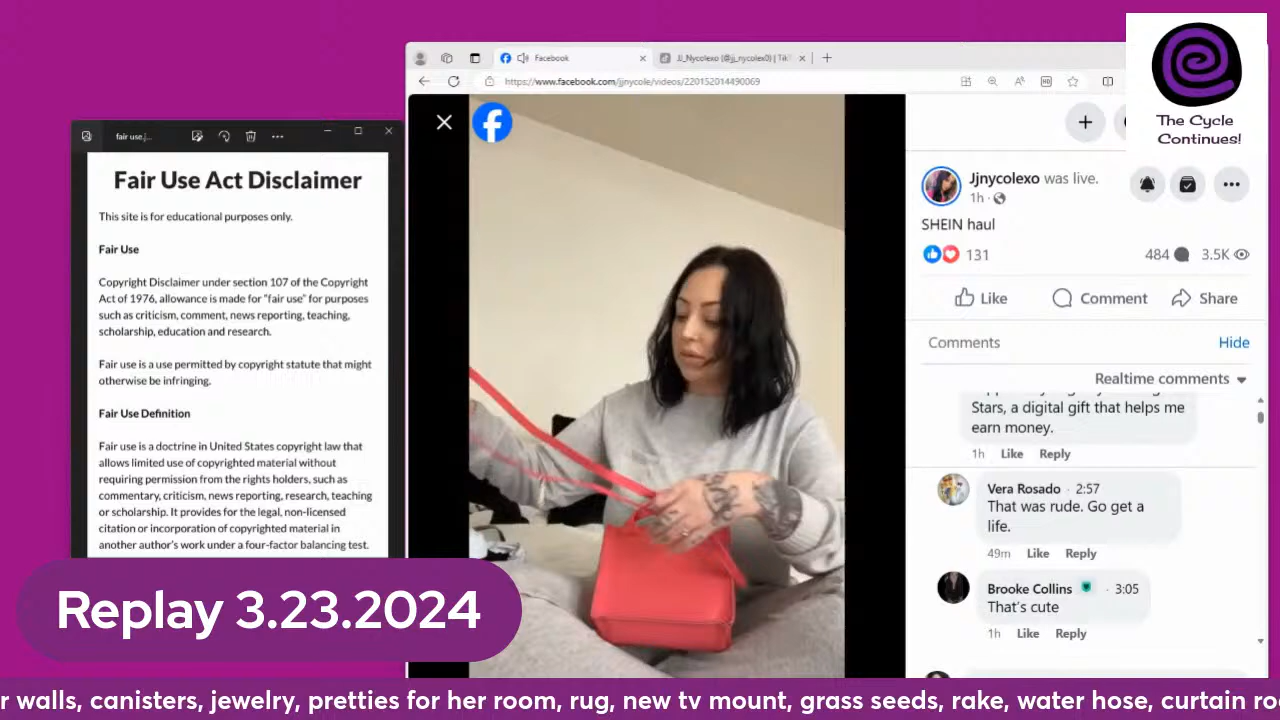 The Cycle
Continues!
Facebook
JJ_Nycolexo (@jj_nycolex0) | TikT
https://www.facebook.com/jjnycolle/videos/220152014490069
fair use.j...
Fair Use Act Disclaimer
This site is for educational purposes only.
Fair Use
Copyright Disclaimer under section 107 of the Copyright
Act of 1976, allowance is made for “fair use” for purposes
such as criticism, comment, news reporting, teaching,
scholarship, education and research.
Fair use is a use permitted by copyright statute that might
otherwise be infringing.
Fair Use Definition
Fair use is a doctrine in United States copyright law that
allows limited use of copyrighted material without
requiring permission from the rights holders, such as
commentary, criticism, news reporting, research, teaching
or scholarship. It provides for the legal, non-licensed
citation or incorporation of copyrighted material in
another author’s work under a four-factor balancing test.
Jjnycolexo was live.
1h
SHEIN haul
131
484 3.5K
Like Comment Share
Comments Hide
Realtime comments
Stars, a digital gift that helps me
earn money.
1h Like Reply
Vera Rosado · 2:57
That was rude. Go get a
life.
49m Like Reply
Brooke Collins · 3:05
That's cute
1h Like Reply
Replay 3.23.2024
r walls, canisters, jewelry, pretties for her room, rug, new tv mount, grass seeds, rake, water hose, curtain ro